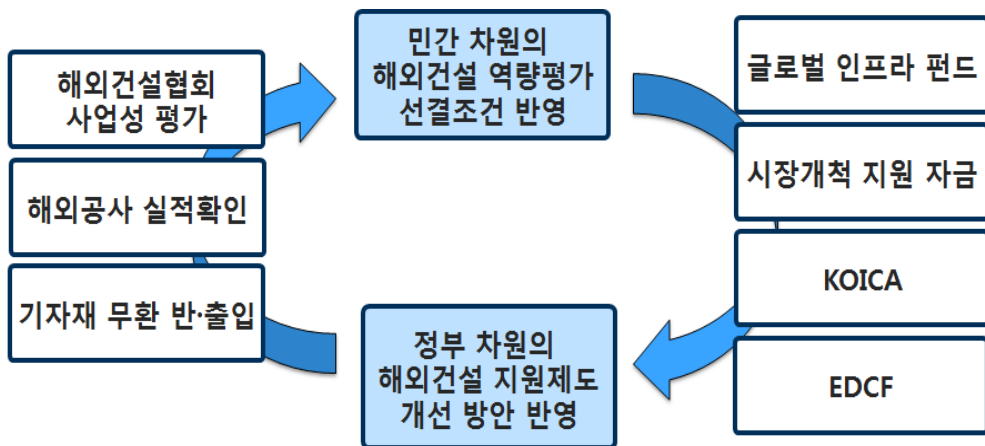 해외건설협회
사업성 평가
해외공사 실적확인
기자재 무환 반·출입
민간 차원의
해외건설 역량평가
선결조건 반영
정부 차원의
해외건설 지원제도
개선 방안 반영
글로벌 인프라 펀드
시장개척 지원 자금
KOICA
EDCF